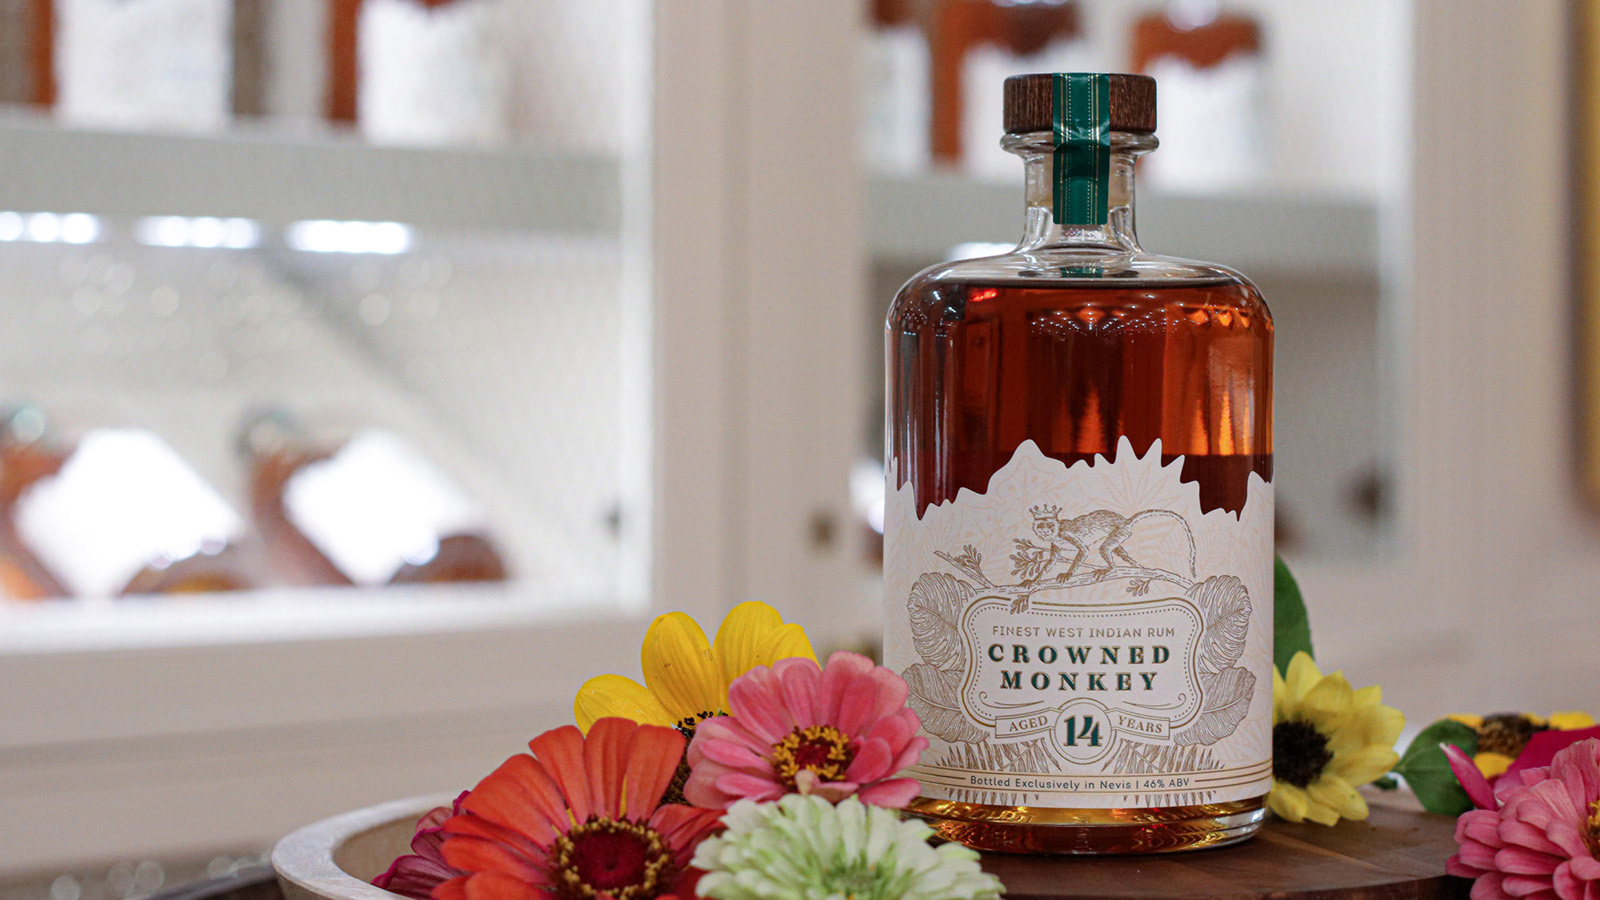 FINEST WEST INDIAN RUM
CROWNED
MONKEY
AGED 14 YEARS
Bottled Exclusively in Nevis | 46% ABV